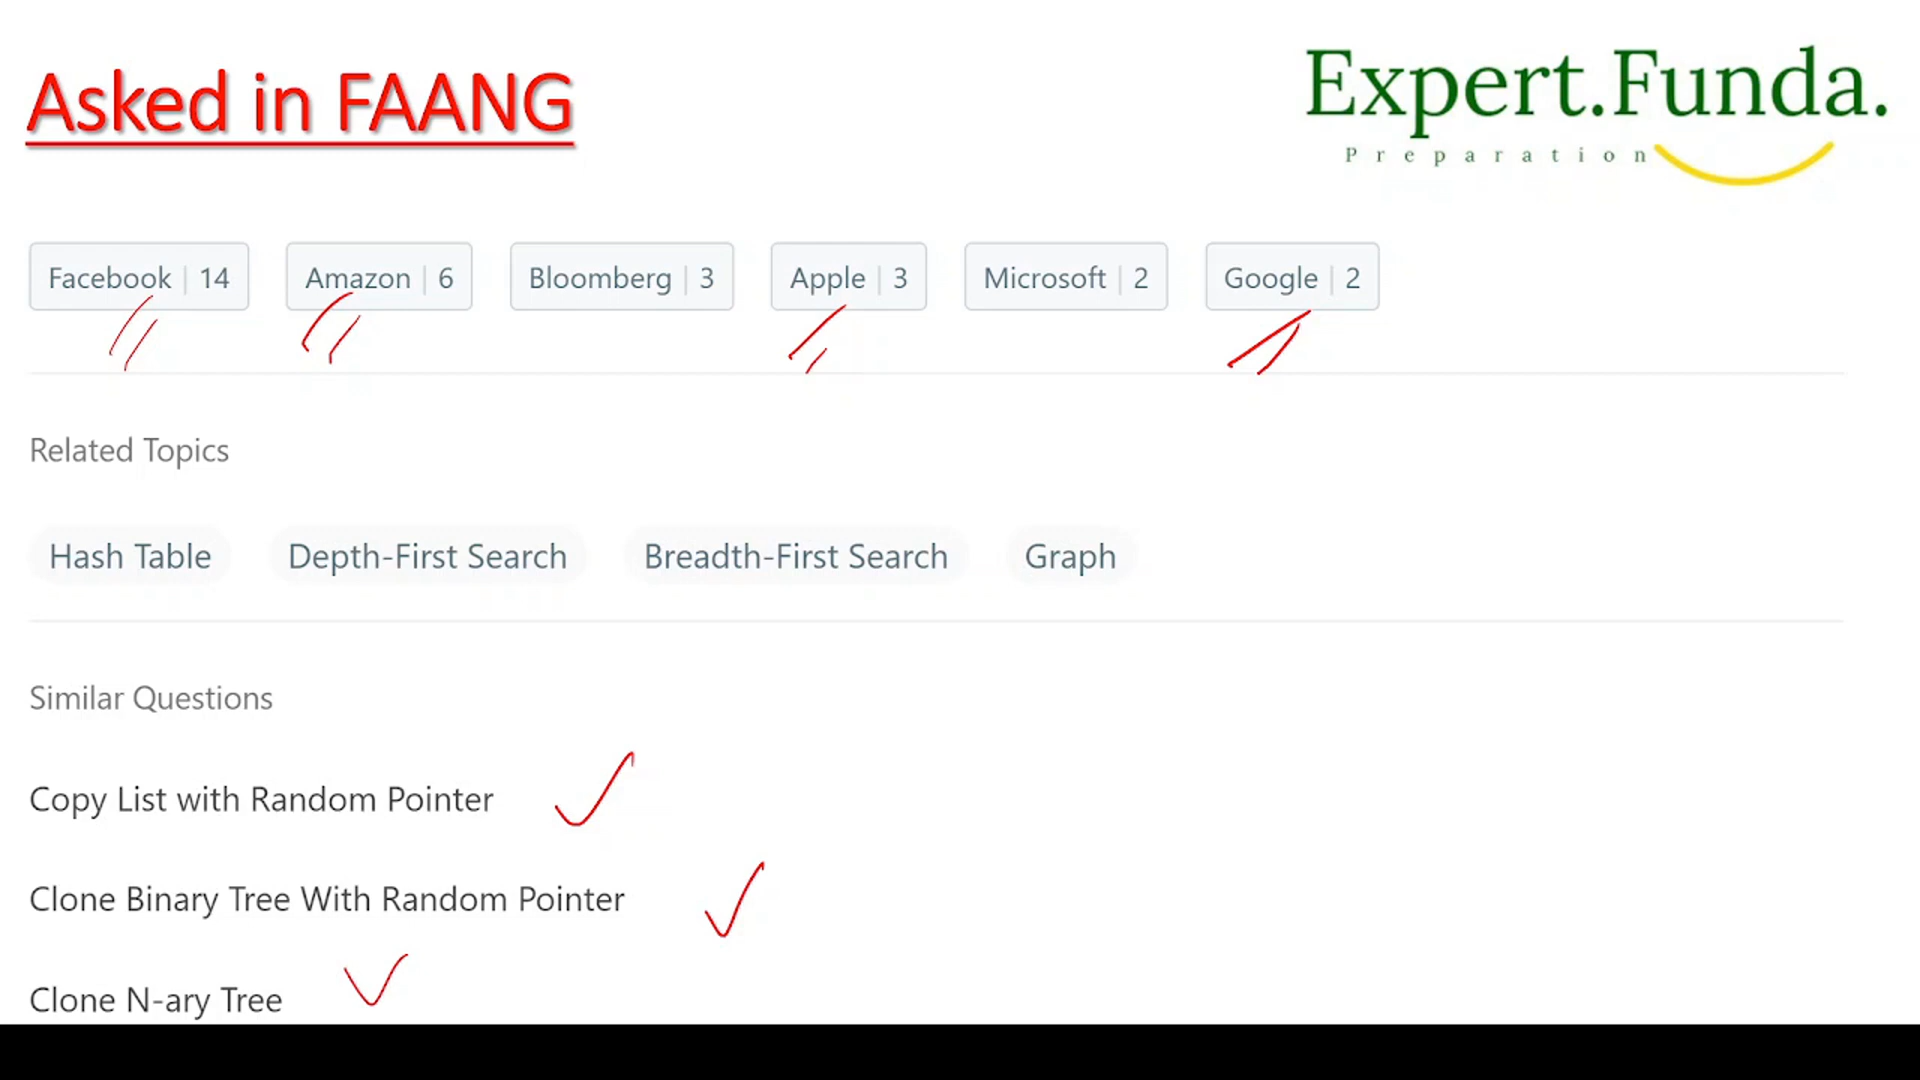 Asked in FAANG
Expert.Funda.
Preparation
Facebook | 14 Amazon | 6 Bloomberg | 3 Apple | 3 Microsoft | 2 Google | 2
Related Topics
Hash Table Depth-First Search Breadth-First Search Graph
Similar Questions
Copy List with Random Pointer
Clone Binary Tree With Random Pointer
Clone N-ary Tree